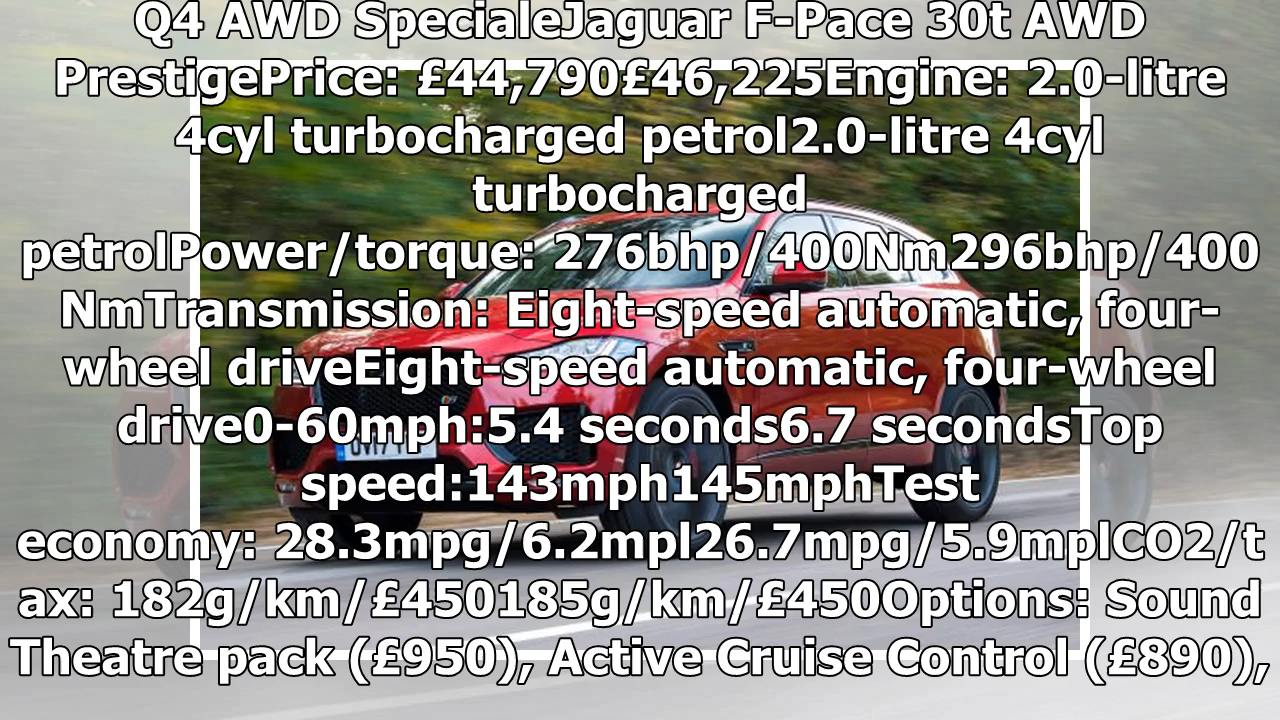 Q4 AWD SpecialeJaguar F-Pace 30t AWD
PrestigePrice: £44,790£46,225Engine: 2.0-litre
4cyl turbocharged petrol2.0-litre 4cyl
turbocharged
petrolPower/torque: 276bhp/400Nm296bhp/400
NmTransmission: Eight-speed automatic, four-
wheel driveEight-speed automatic, four-wheel
drive0-60mph:5.4 seconds6.7 secondsTop
speed:143mph145mphTest
economy: 28.3mpg/6.2mpl26.7mpg/5.9mplCO2/t
ax: 182g/km/£450185g/km/£450Options: Sound
Theatre pack (£950), Active Cruise Control (£890),